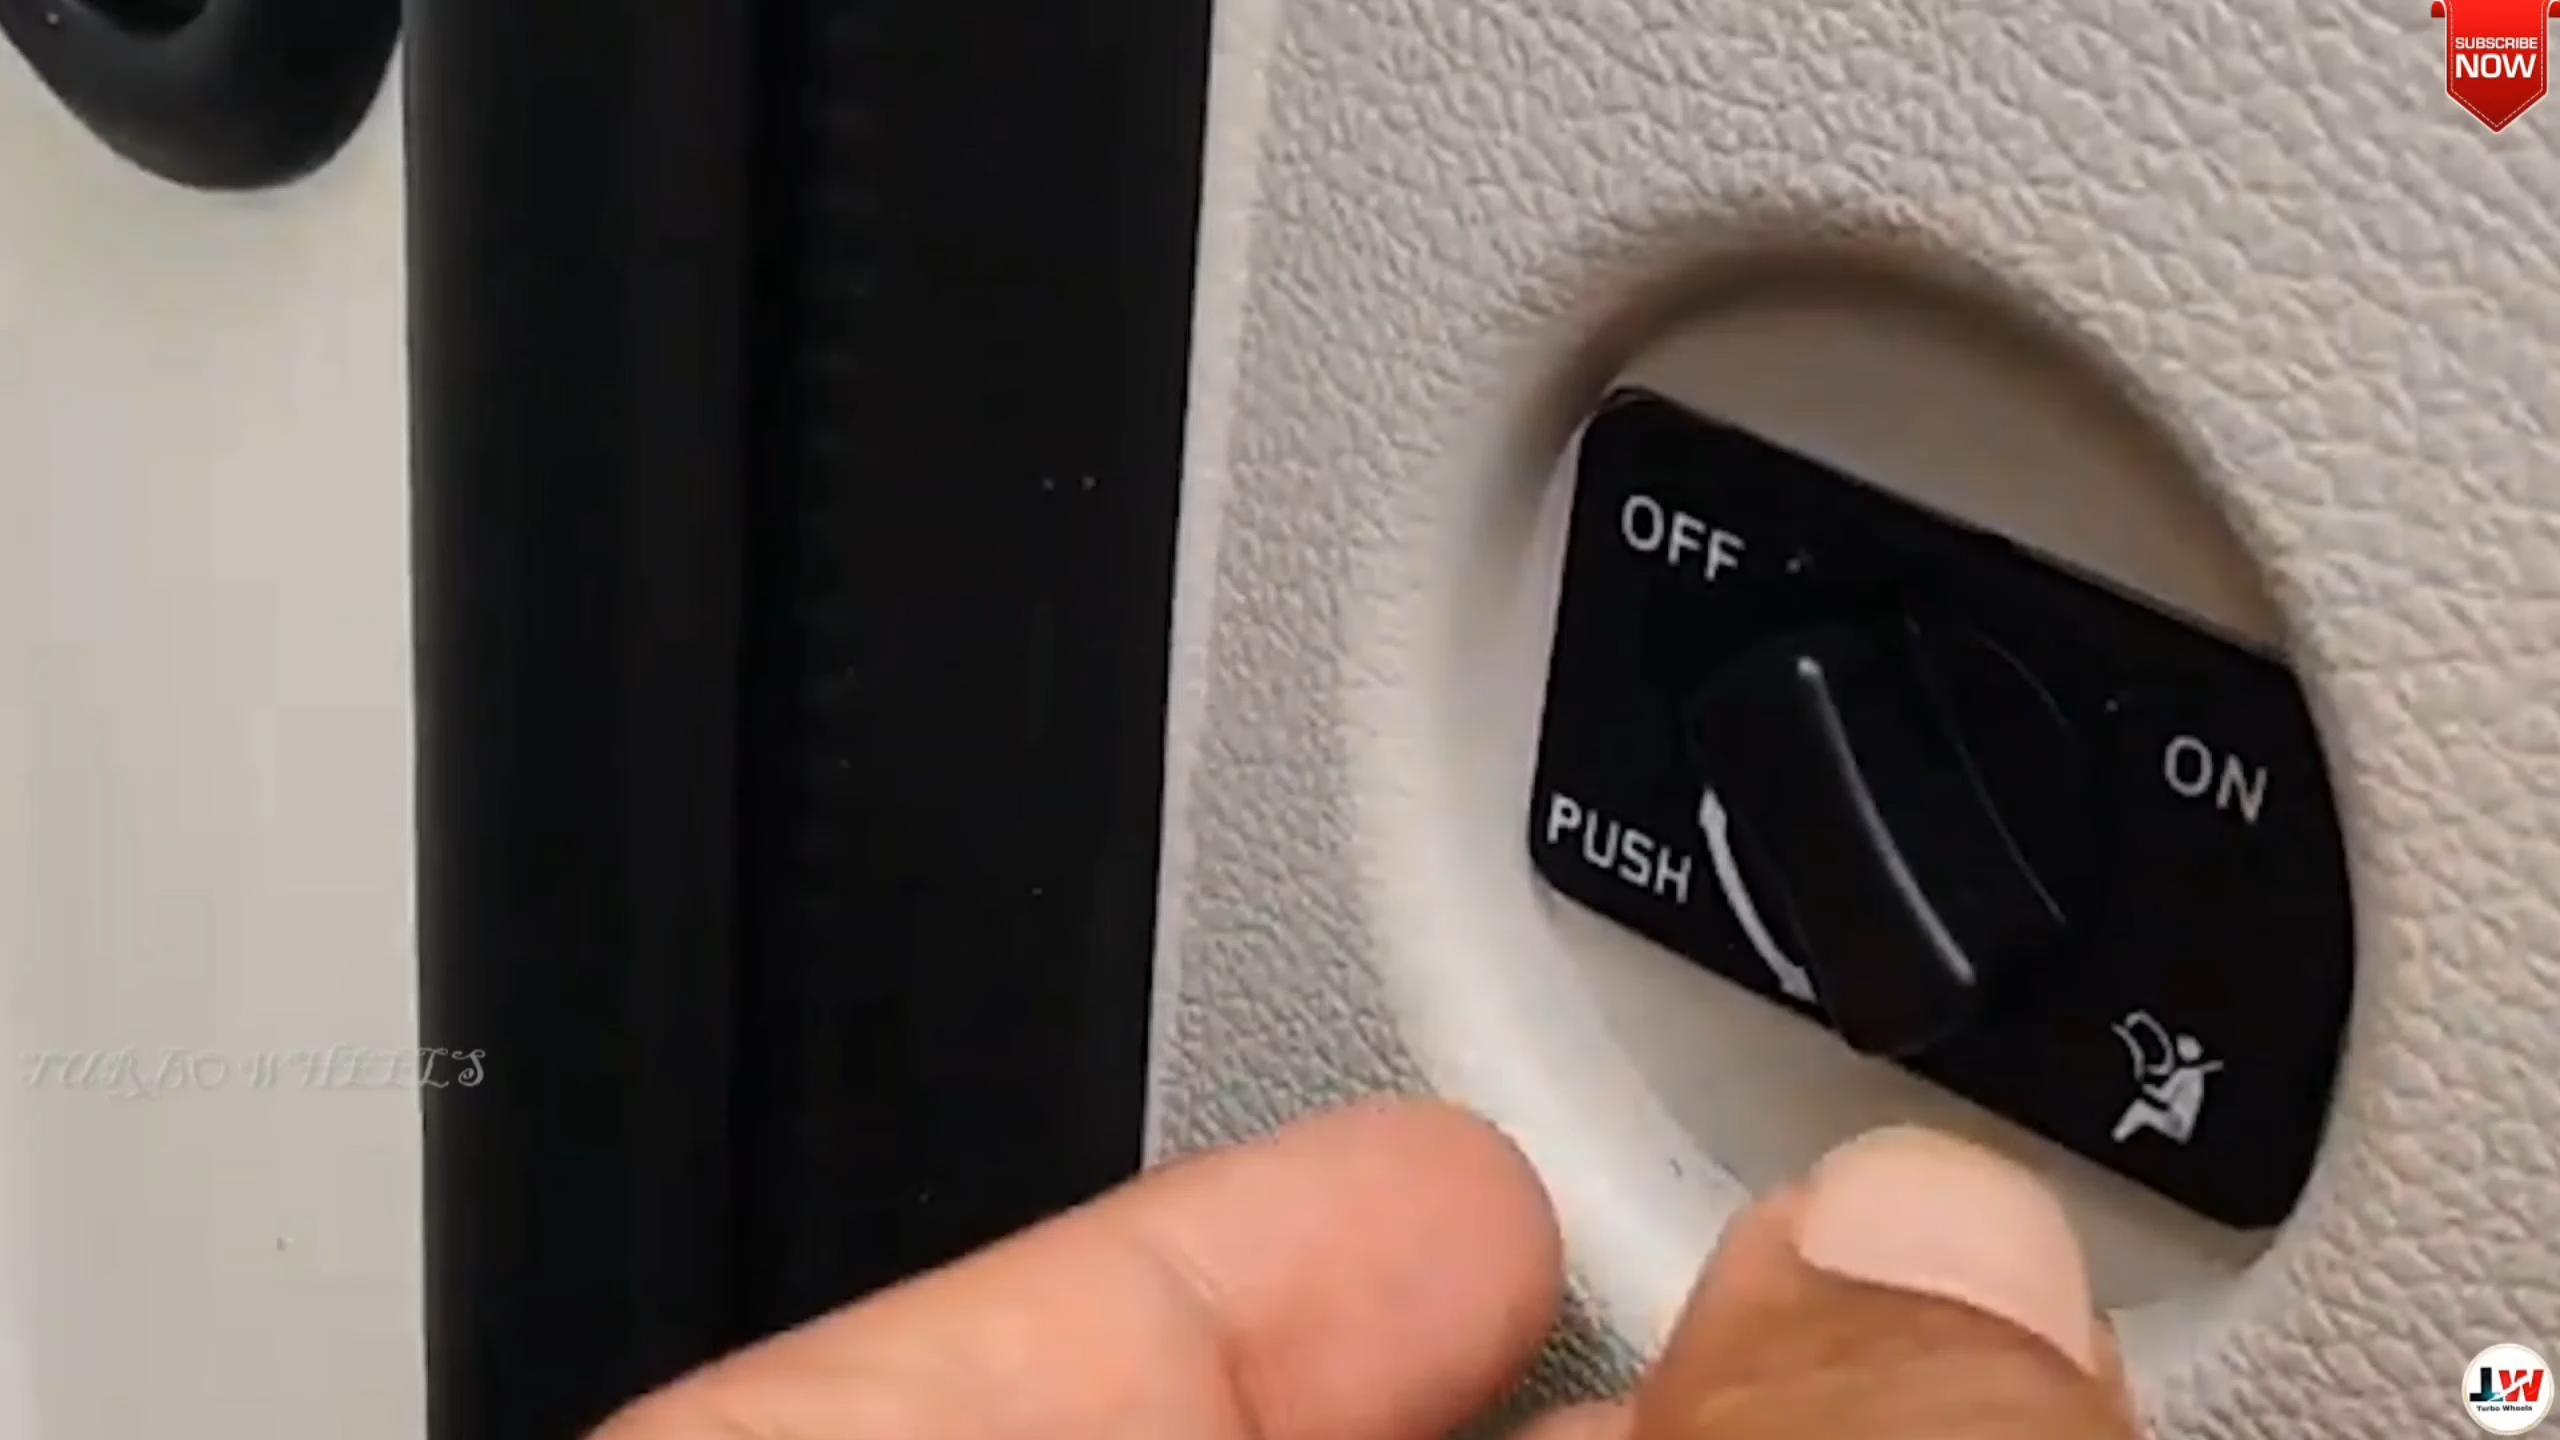 SUBSCRIBE
NOW
OFF
ON
PUSH
TURBO WHEELS
Turbo Wheels